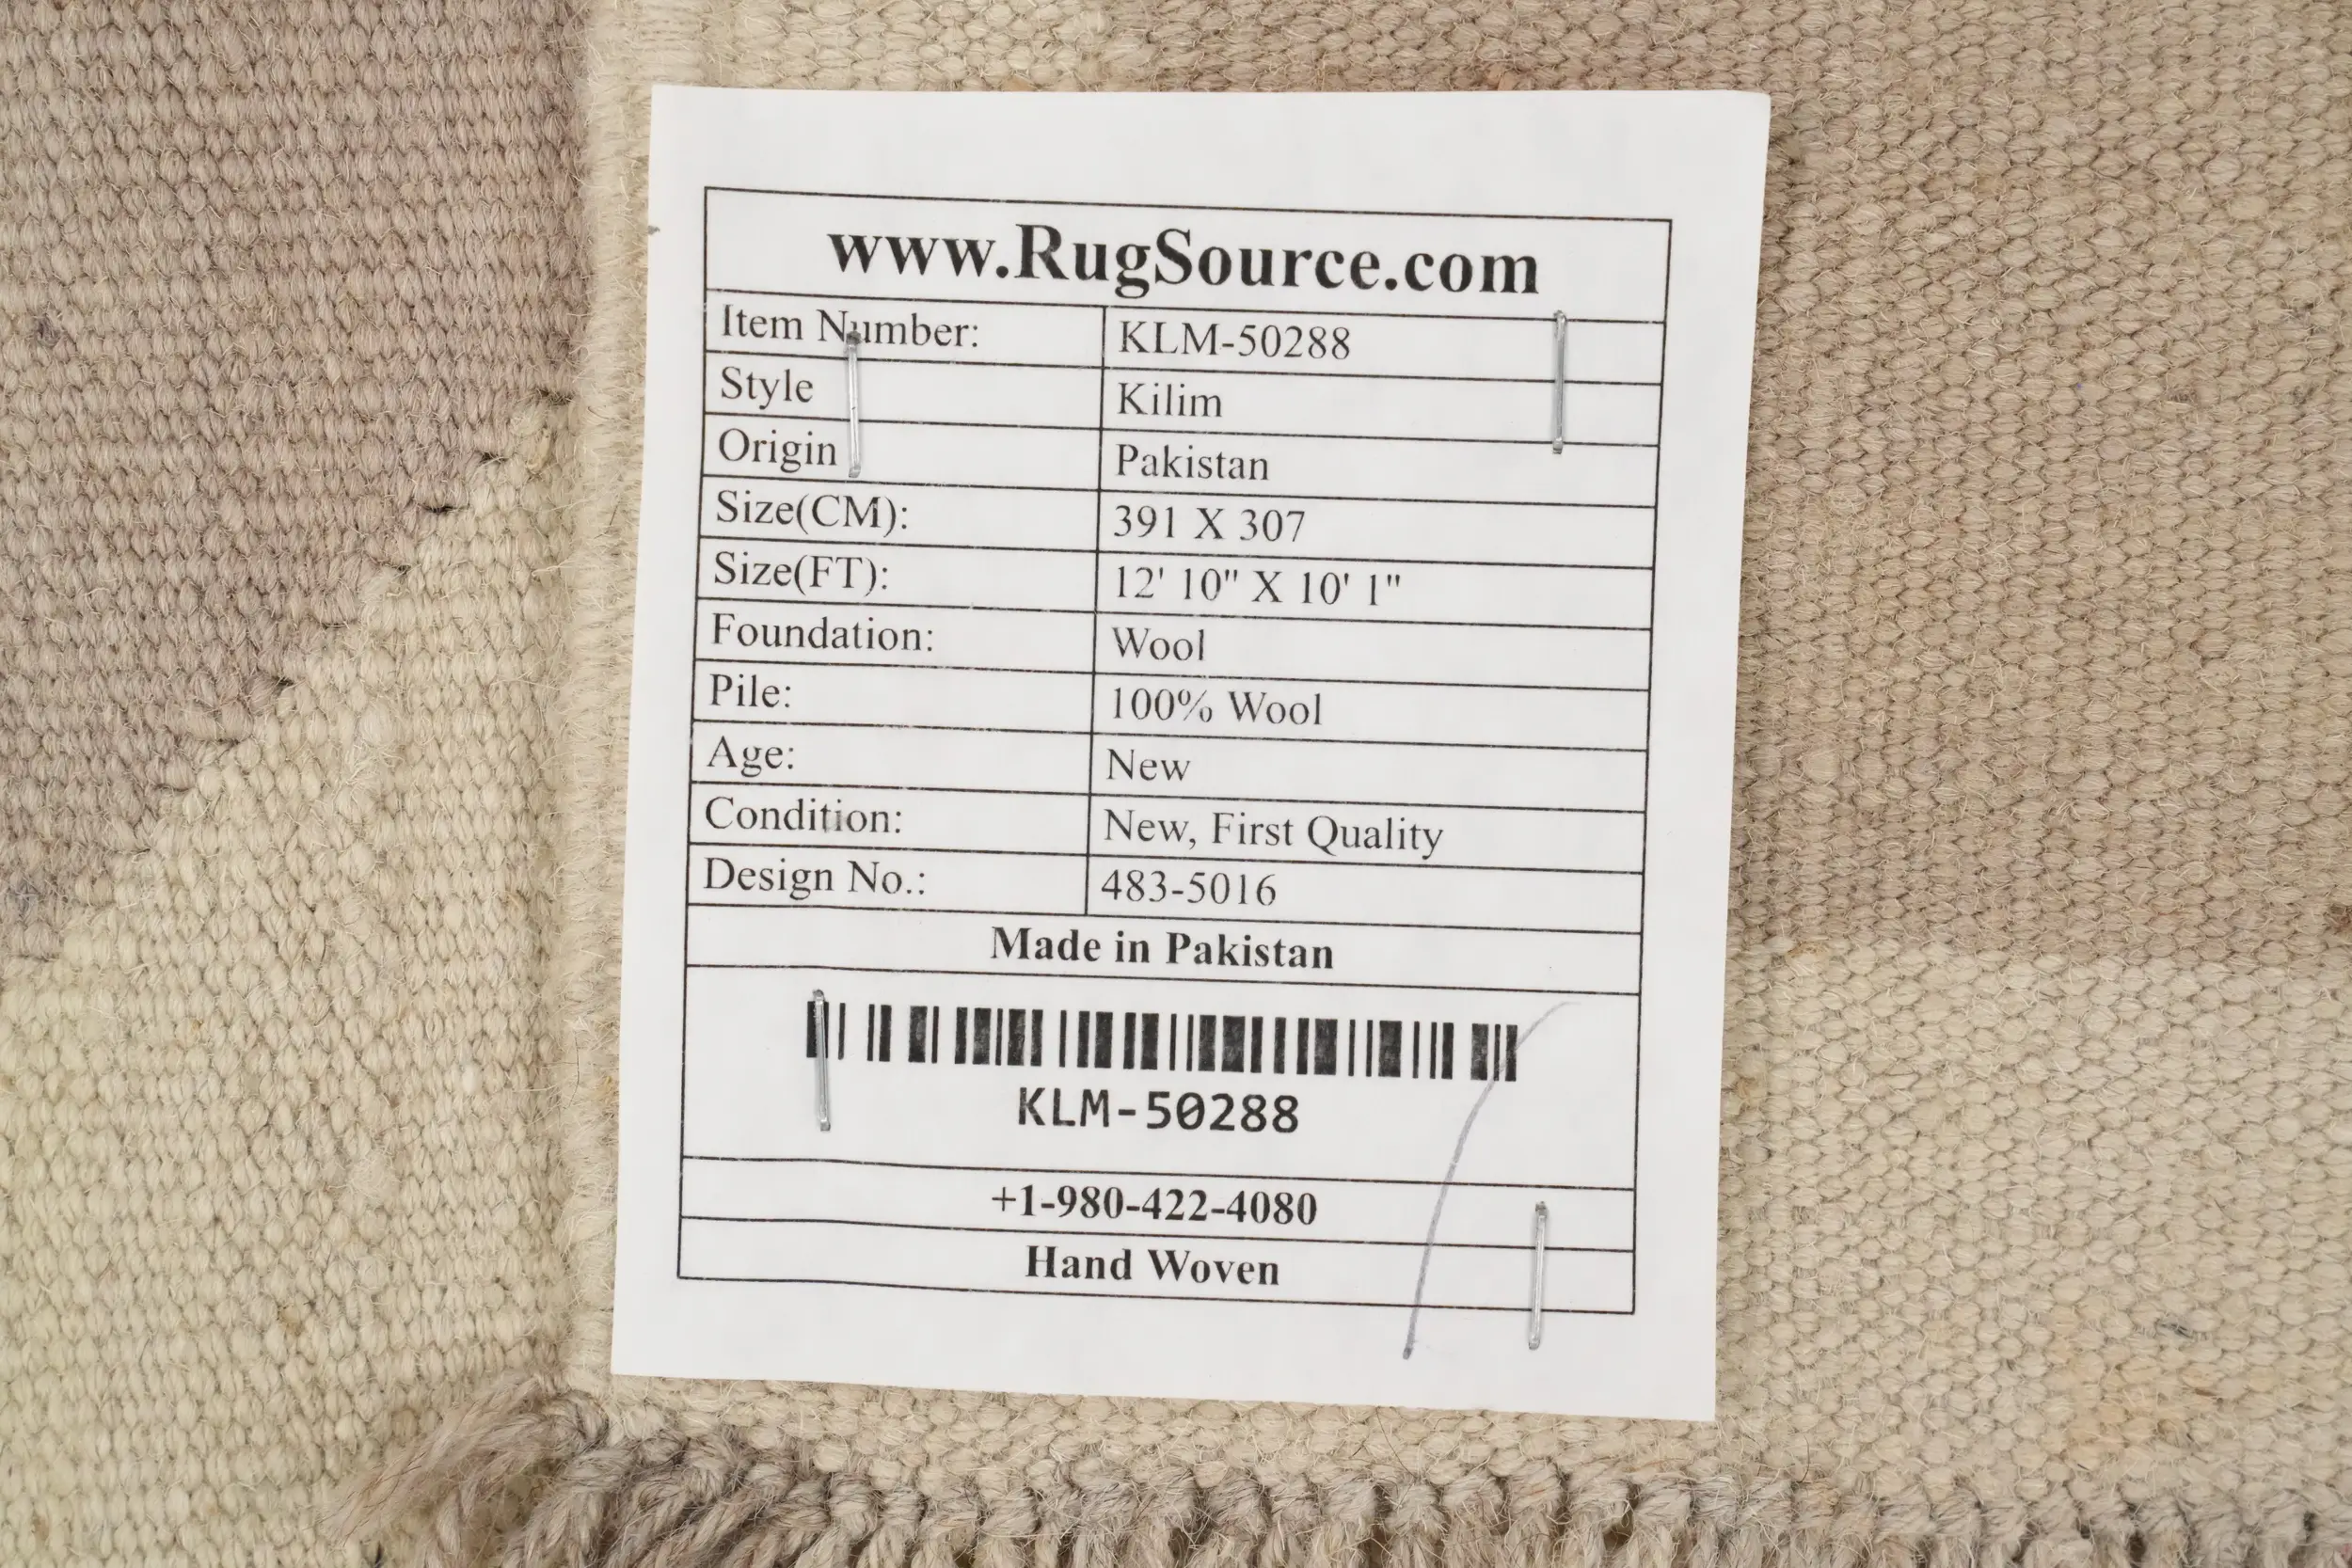 www.RugSource.com
Item Number: KLM-50288
Style Kilim
Origin Pakistan
Size(CM): 391 X 307
Size(FT): 12' 10" X 10' 1"
Foundation: Wool
Pile: 100% Wool
Age: New
Condition: New, First Quality
Design No.: 483-5016
Made in Pakistan
KLM-50288
+1-980-422-4080
Hand Woven